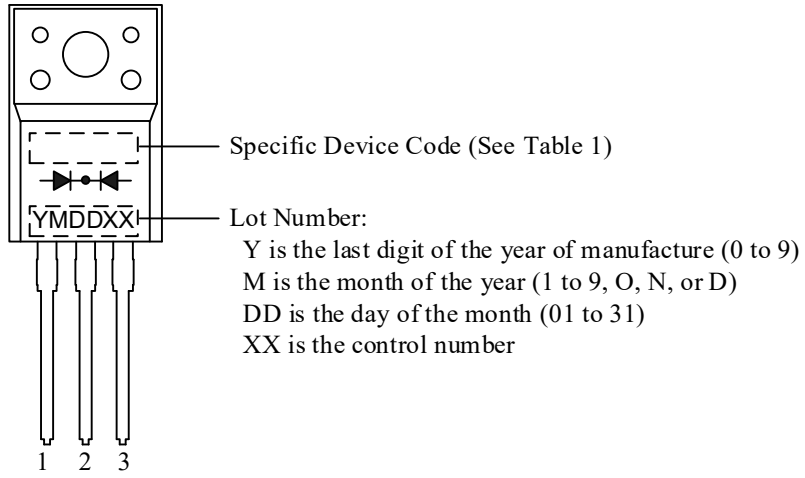 Specific Device Code (See Table 1)
YMDDXX
Lot Number:
Y is the last digit of the year of manufacture (0 to 9)
M is the month of the year (1 to 9, O, N, or D)
DD is the day of the month (01 to 31)
XX is the control number
1 2 3